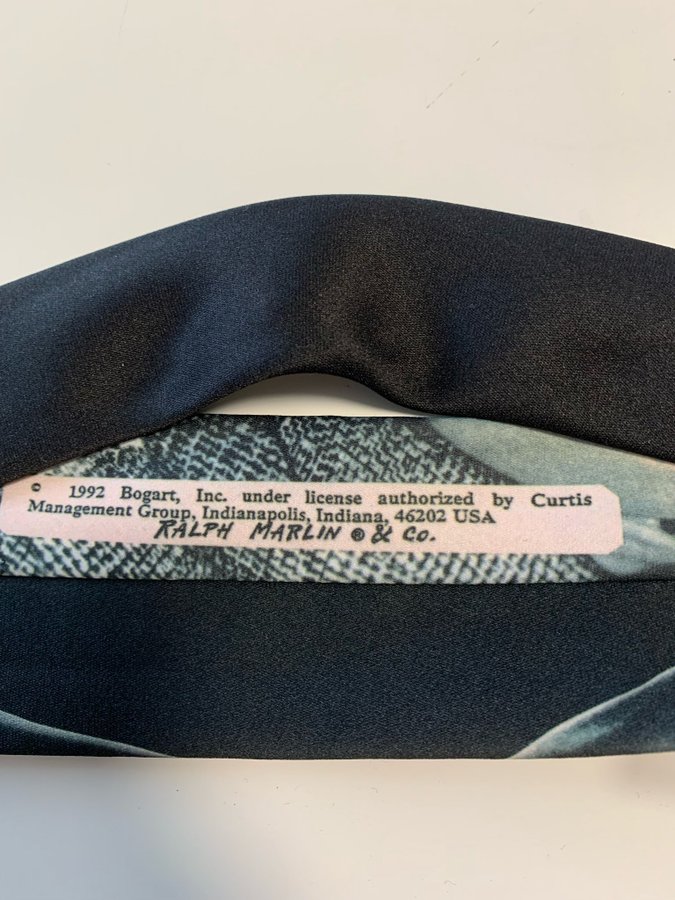 © 1992 Bogart, Inc. under license authorized by Curtis
Management Group, Indianapolis, Indiana, 46202 USA
RALPH MARLIN ® & Co.